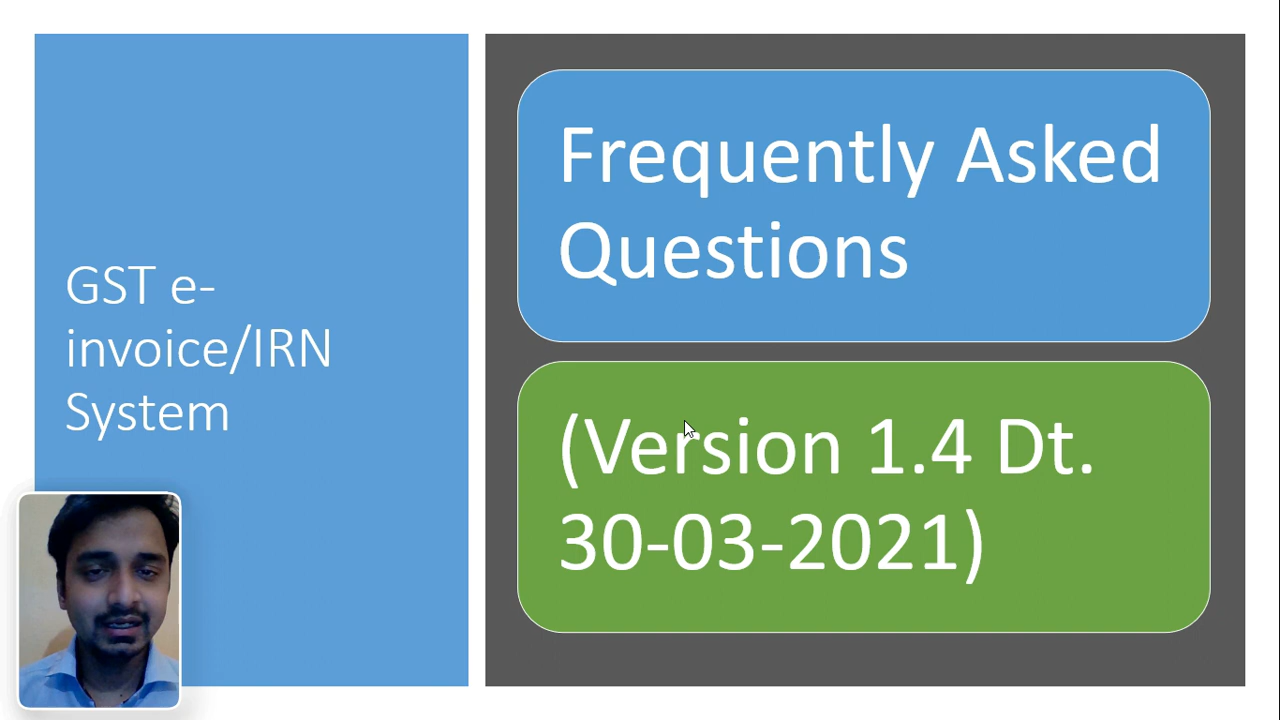 GST e-
invoice/IRN
System
Frequently Asked
Questions
(Version 1.4 Dt.
30-03-2021)